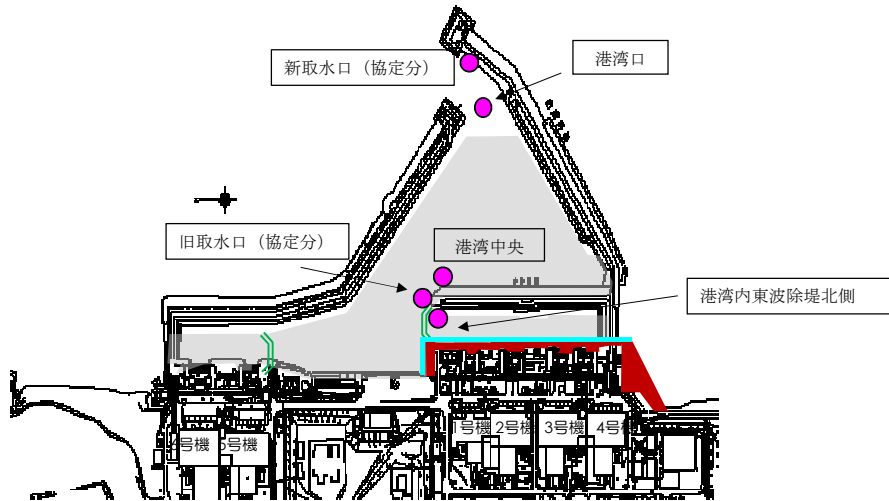 新取水口（協定分）
港湾口
旧取水口（協定分）
港湾中央
港湾内東波除堤北側
号機
5号機
1号機
2号機
3号機
4号機